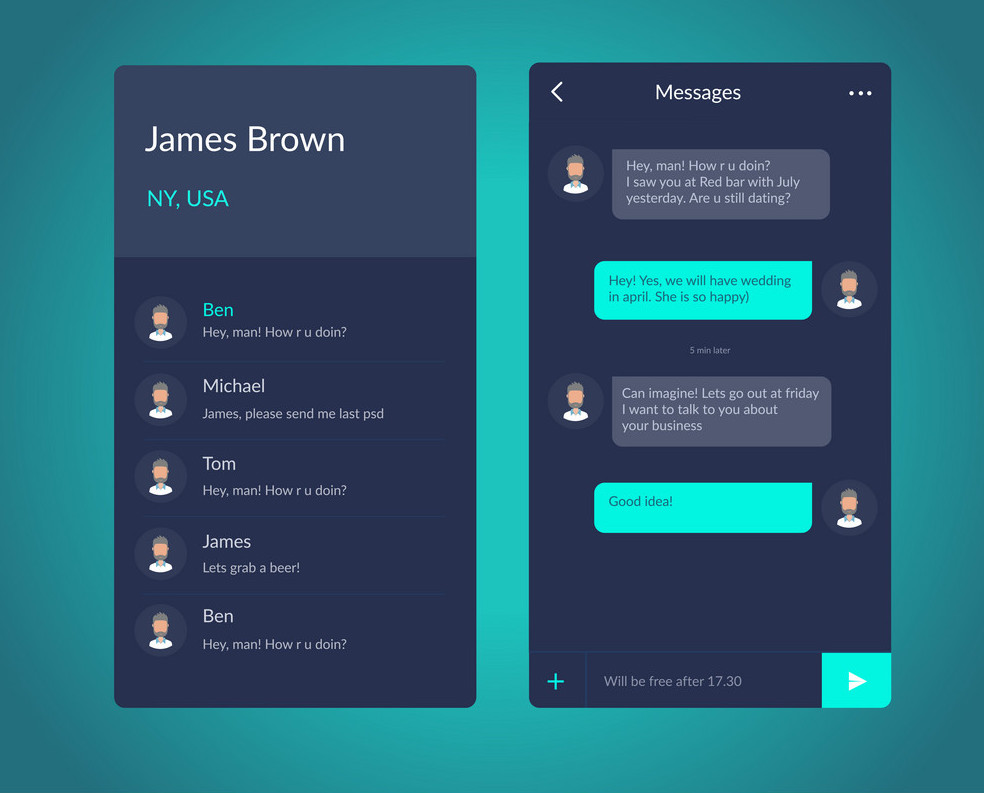 James Brown
NY, USA
Ben
Hey, man! How r u doin?
Michael
James, please send me last psd
Tom
Hey, man! How r u doin?
James
Lets grab a beer!
Ben
Hey, man! How r u doin?
Messages
Hey, man! How r u doin?
I saw you at Red bar with July
yesterday. Are u still dating?
Hey! Yes, we will have wedding
in april. She is so happy)
5 min later
Can imagine! Lets go out at friday
I want to talk to you about
your business
Good idea!
Will be free after 17.30